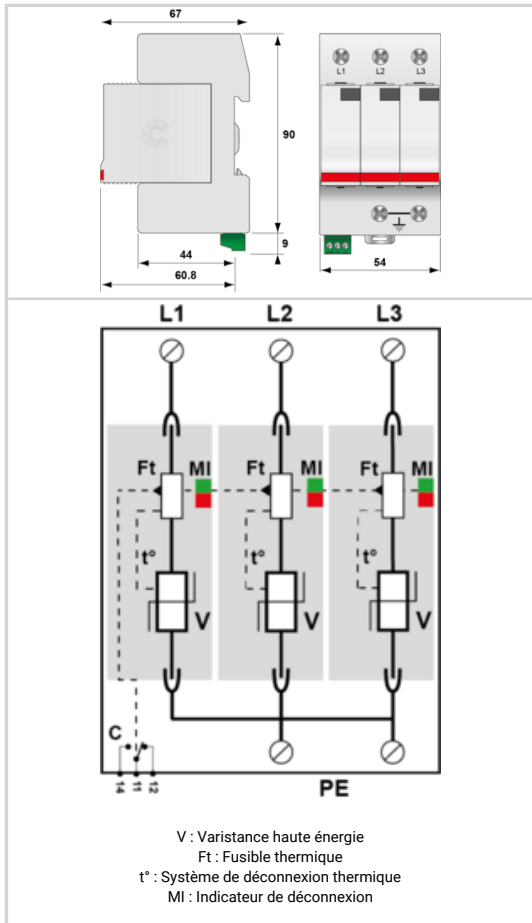 67
L1 L2 L3
90
9
44
60.8
54
L1 L2 L3
Ft MI Ft MI Ft MI
t° t° t°
V V V
C
14 11 12
PE
V : Varistance haute énergie
Ft : Fusible thermique
t° : Système de déconnexion thermique
MI : Indicateur de déconnexion